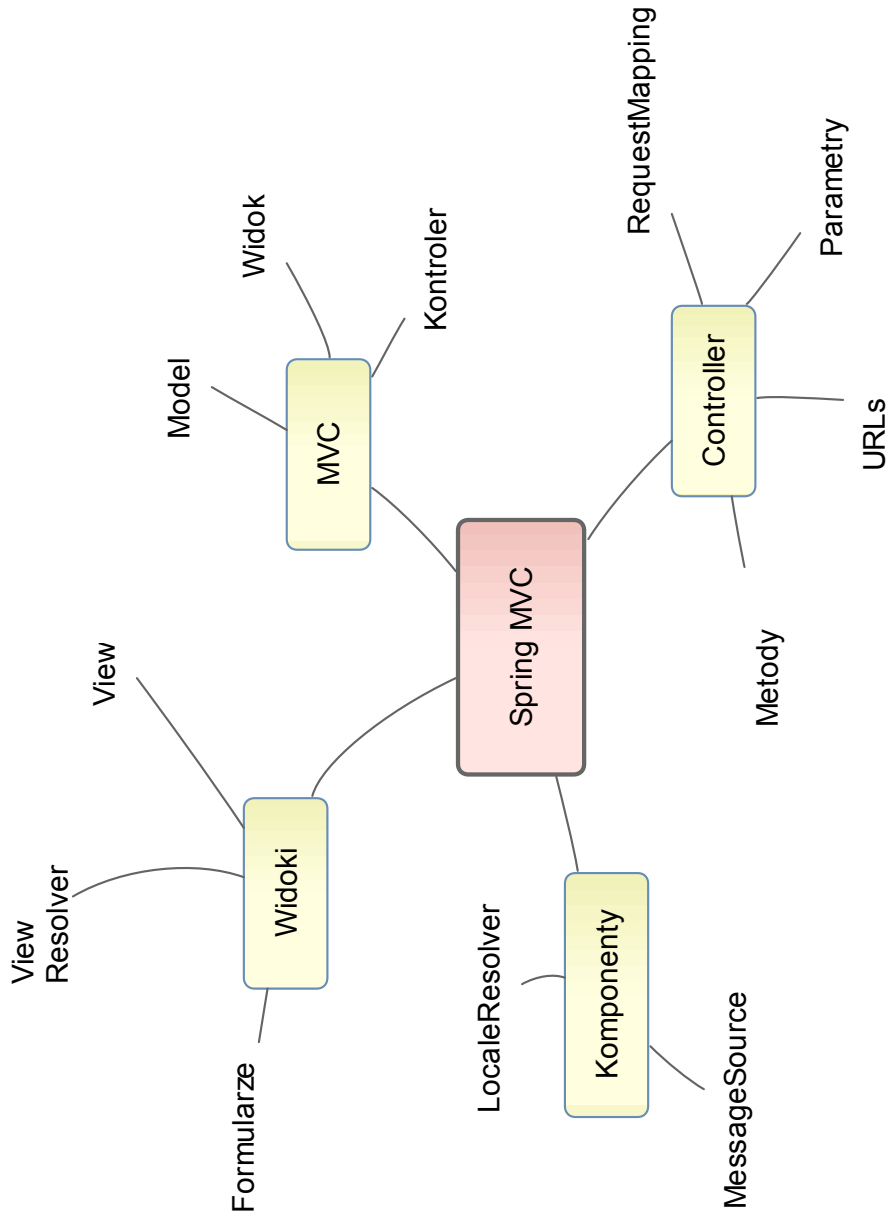 View
Resolver
View
Model
Formularze
Widok
Widoki
MVC
Kontroler
LocaleResolver
Spring MVC
Komponenty
RequestMapping
Controller
MessageSource
Metody
Parametry
URLs